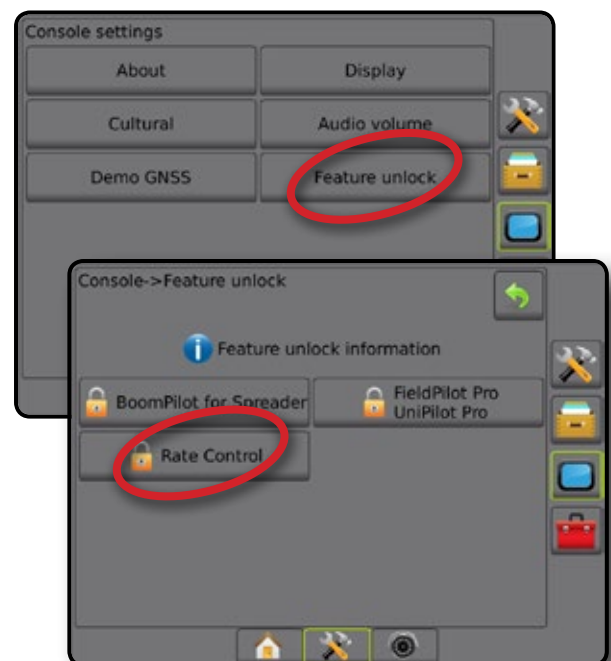 Console settings
About Display
Cultural Audio volume
Demo GNSS Feature unlock
Console->Feature unlock
Feature unlock information
BoomPilot for Spreader FieldPilot Pro
UniPilot Pro
Rate Control